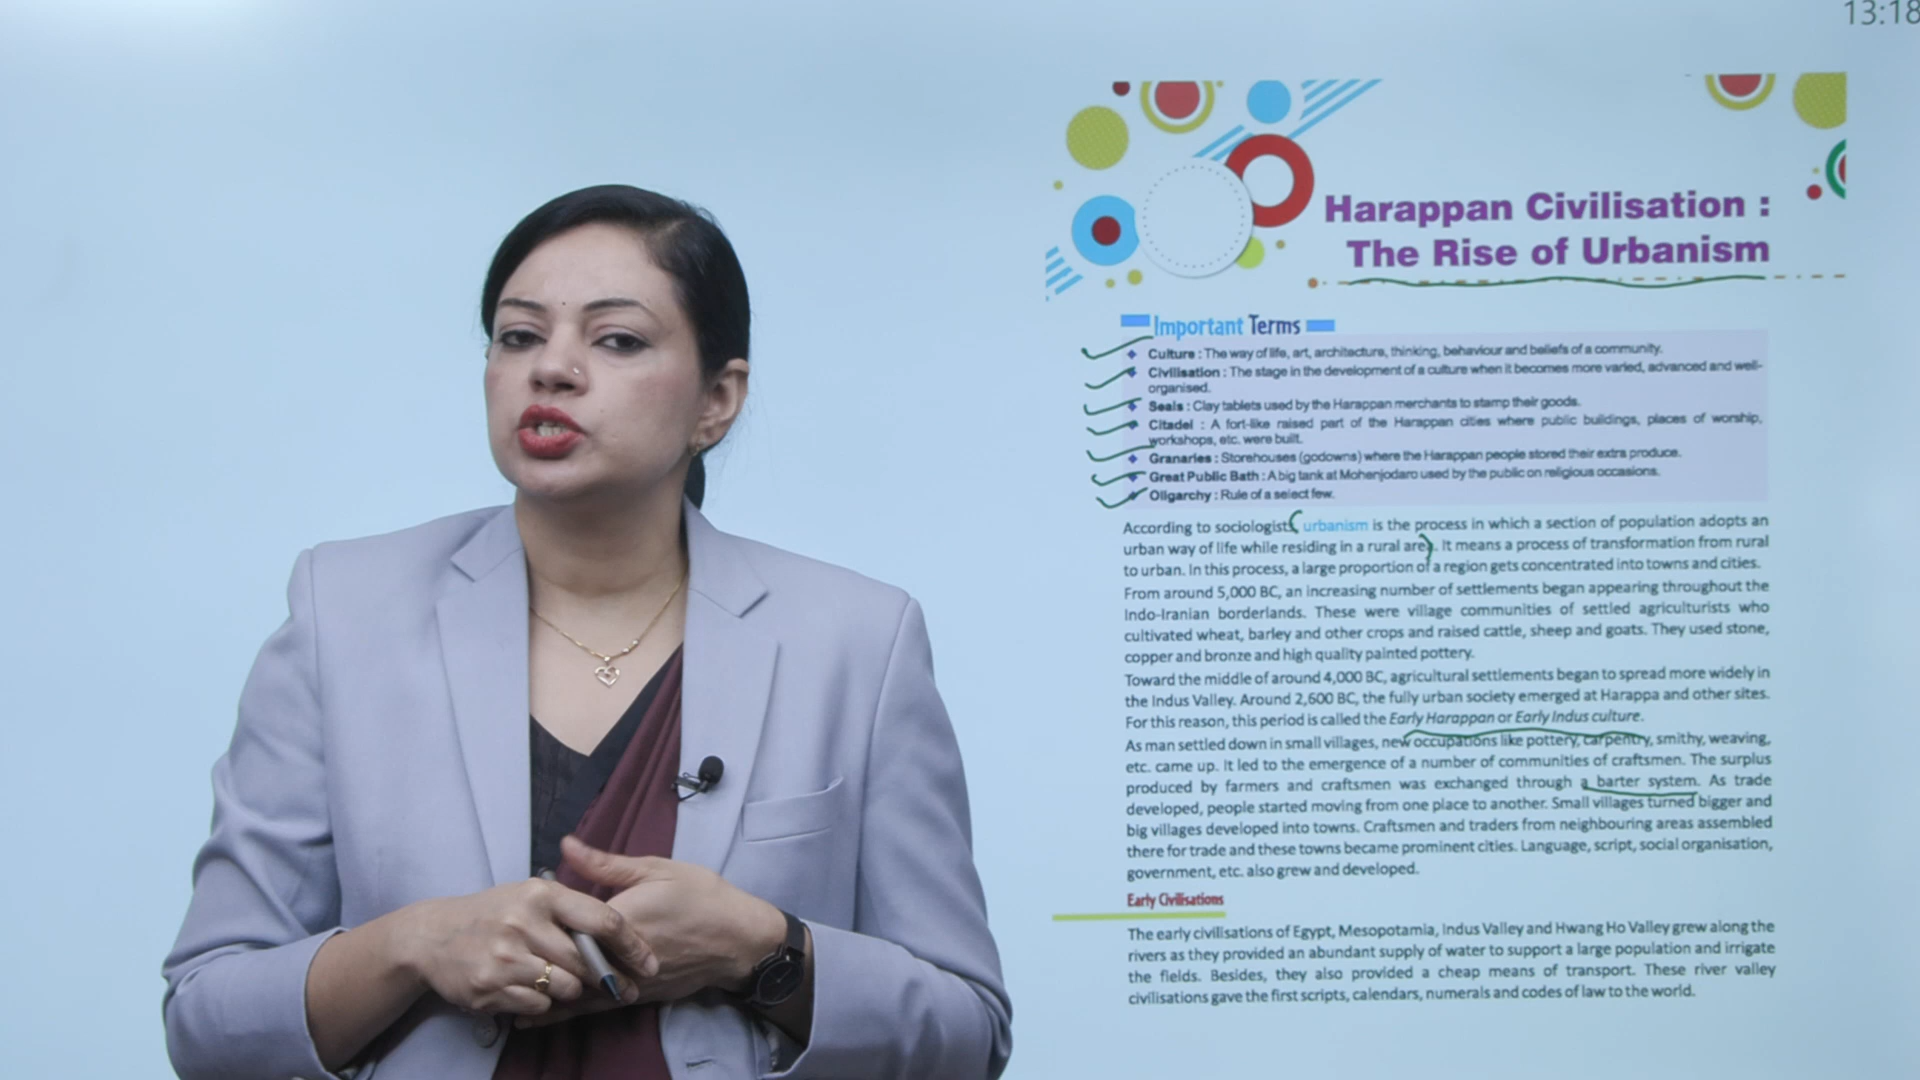 13:18
Harappan Civilisation :
The Rise of Urbanism
Important Terms
Culture : The way of life, art, architecture, thinking, behaviour and beliefs of a community.
Civilisation : The stage in the development of a culture when it becomes more varied, advanced and well-
organised.
Seals : Clay tablets used by the Harappan merchants to stamp their goods.
Citadel : A fort-like raised part of the Harappan cities where public buildings, places of worship,
workshops, etc. were built.
Granaries : Storehouses (godowns) where the Harappan people stored their extra produce.
Great Public Bath : A big tank at Mohenjodaro used by the public on religious occasions.
Oligarchy : Rule of a select few.
According to sociologists, urbanism is the process in which a section of population adopts an
urban way of life while residing in a rural area. It means a process of transformation from rural
to urban. In this process, a large proportion of a region gets concentrated into towns and cities.
From around 5,000 BC, an increasing number of settlements began appearing throughout the
Indo-Iranian borderlands. These were village communities of settled agriculturists who
cultivated wheat, barley and other crops and raised cattle, sheep and goats. They used stone,
copper and bronze and high quality painted pottery.
Toward the middle of around 4,000 BC, agricultural settlements began to spread more widely in
the Indus Valley. Around 2,600 BC, the fully urban society emerged at Harappa and other sites.
For this reason, this period is called the Early Harappan or Early Indus culture.
As man settled down in small villages, new occupations like pottery, carpentry, smithy, weaving,
etc. came up. It led to the emergence of a number of communities of craftsmen. The surplus
produced by farmers and craftsmen was exchanged through a barter system. As trade
developed, people started moving from one place to another. Small villages turned bigger and
big villages developed into towns. Craftsmen and traders from neighbouring areas assembled
there for trade and these towns became prominent cities. Language, script, social organisation,
government, etc. also grew and developed.
Early Civilisations
The early civilisations of Egypt, Mesopotamia, Indus Valley and Hwang Ho Valley grew along the
rivers as they provided an abundant supply of water to support a large population and irrigate
the fields. Besides, they also provided a cheap means of transport. These river valley
civilisations gave the first scripts, calendars, numerals and codes of law to the world.